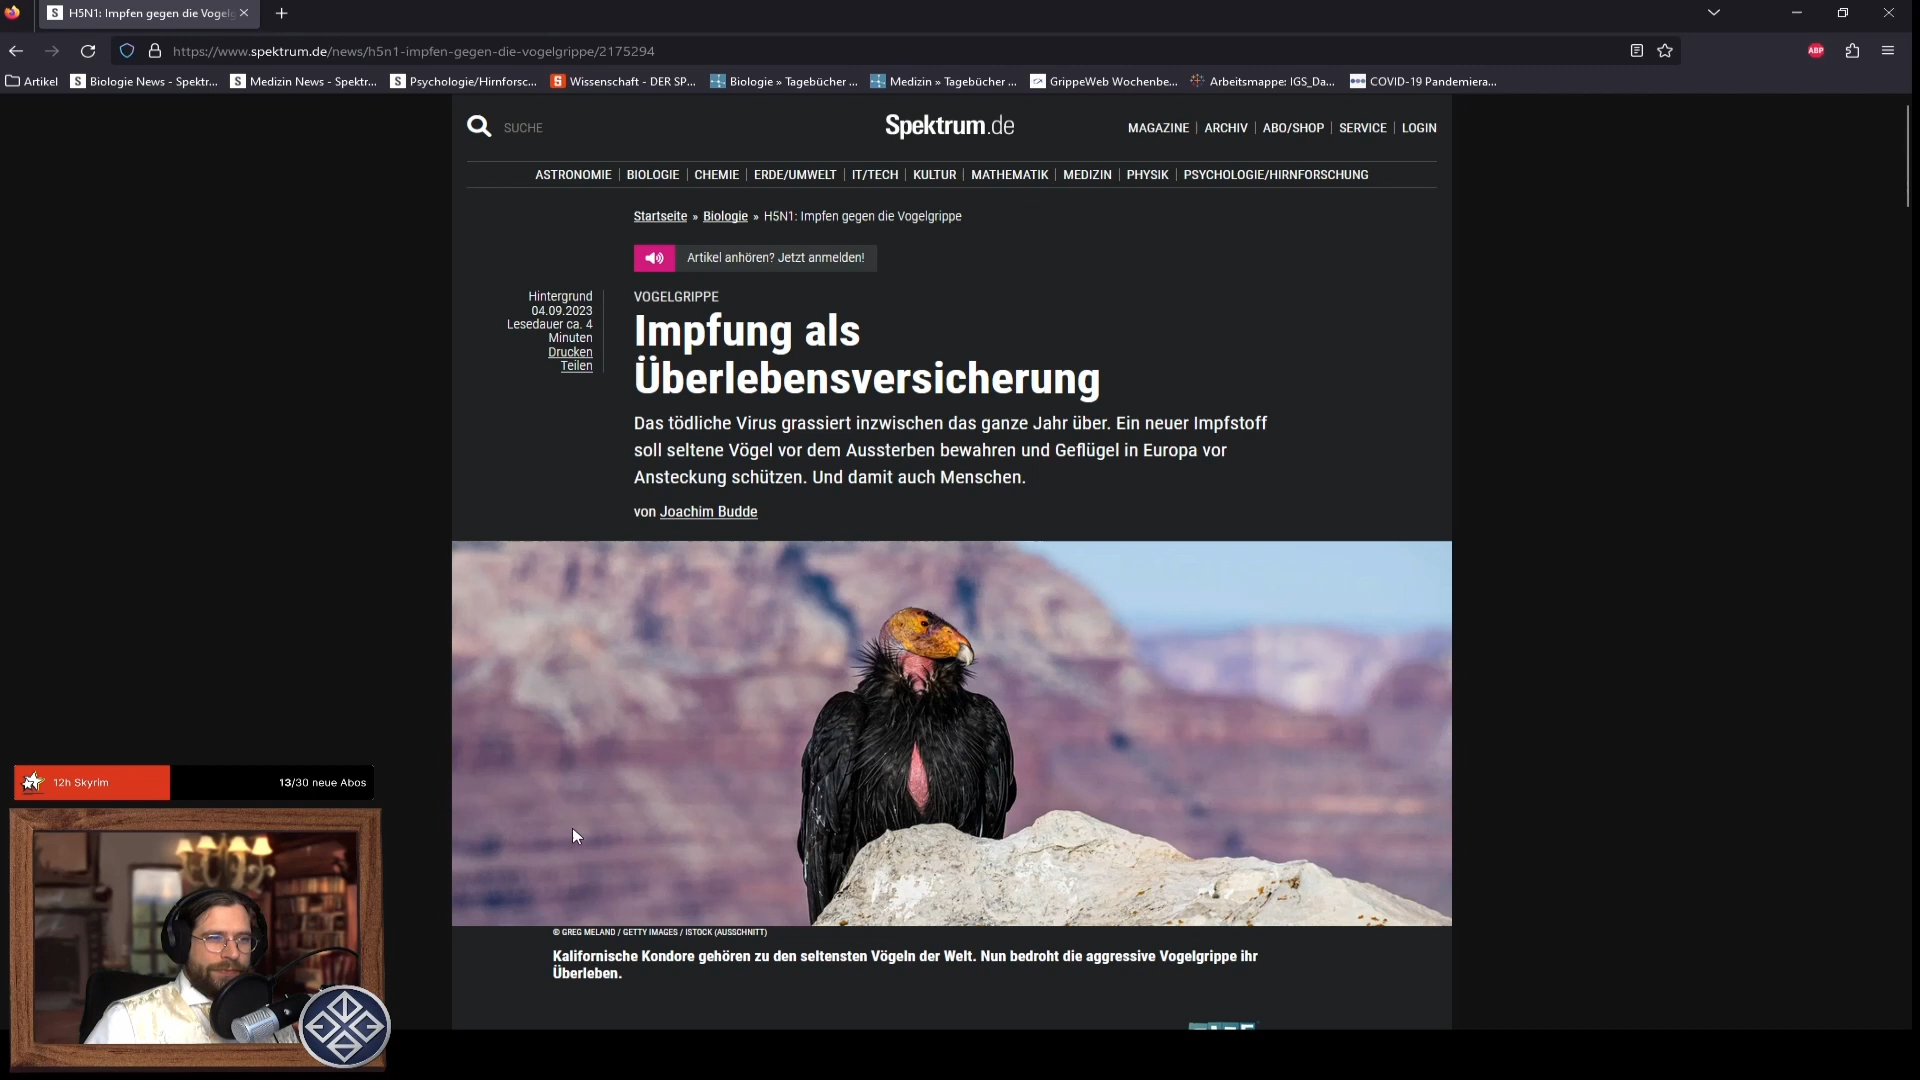 H5N1: Impfen gegen die Vogelg
https://www.spektrum.de/news/h5n1-impfen-gegen-die-vogelgrippe/2175294
ABP
Artikel
Biologie News - Spektr...
Medizin News - Spektr...
Psychologie/Hirnforsc...
Wissenschaft - DER SP...
Biologie » Tagebücher ...
Medizin » Tagebücher ...
GrippeWeb Wochenbe...
Arbeitsmappe: IGS_Da...
COVID-19 Pandemiera...
SUCHE
Spektrum.de
MAGAZINE | ARCHIV | ABO/SHOP | SERVICE | LOGIN
ASTRONOMIE | BIOLOGIE | CHEMIE | ERDE/UMWELT | IT/TECH | KULTUR | MATHEMATIK | MEDIZIN | PHYSIK | PSYCHOLOGIE/HIRNFORSCHUNG
Startseite » Biologie » H5N1: Impfen gegen die Vogelgrippe
Artikel anhören? Jetzt anmelden!
Hintergrund
04.09.2023
Lesedauer ca. 4
Minuten
Drucken
Teilen
VOGELGRIPPE
Impfung als
Überlebensversicherung
Das tödliche Virus grassiert inzwischen das ganze Jahr über. Ein neuer Impfstoff
soll seltene Vögel vor dem Aussterben bewahren und Geflügel in Europa vor
Ansteckung schützen. Und damit auch Menschen.
von Joachim Budde
© GREG MELAND / GETTY IMAGES / ISTOCK (AUSSCHNITT)
Kalifornische Kondore gehören zu den seltensten Vögeln der Welt. Nun bedroht die aggressive Vogelgrippe ihr
Überleben.
12h Skyrim
13/30 neue Abos